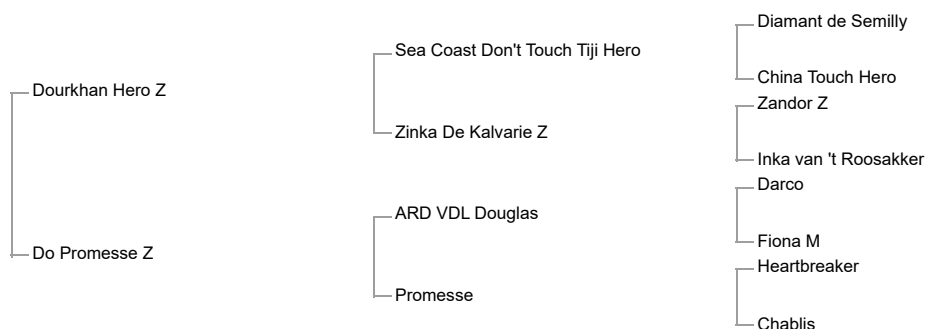 Diamant de Semilly
Sea Coast Don't Touch Tiji Hero
China Touch Hero
Dourkhan Hero Z
Zandor Z
Zinka De Kalvarie Z
Inka van 't Roosakker
Darco
ARD VDL Douglas
Fiona M
Do Promesse Z
Heartbreaker
Promesse
Chablis